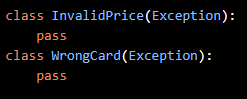 class InvalidPrice(Exception):
    pass
class WrongCard(Exception):
    pass